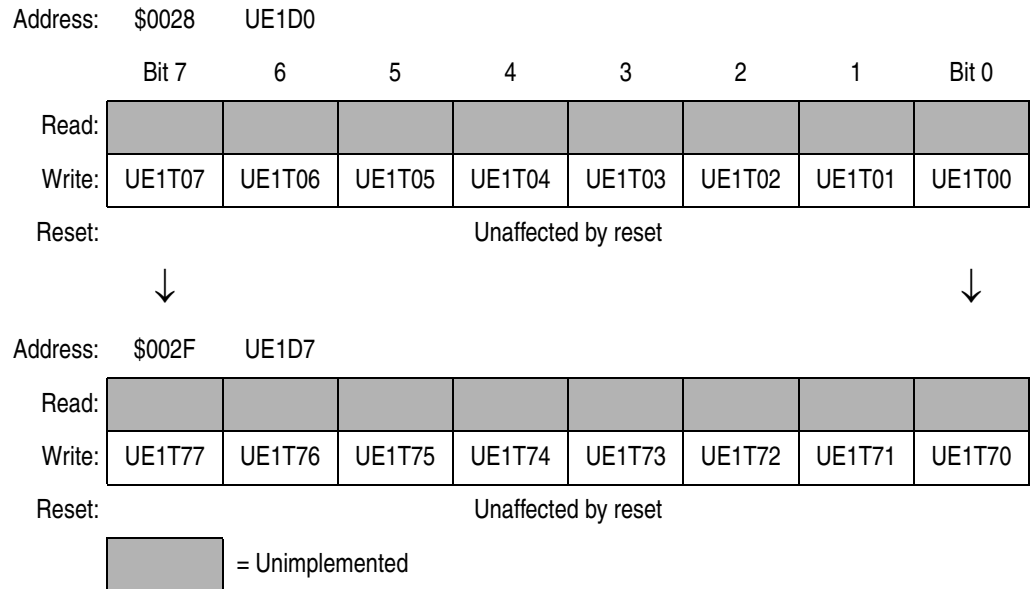 Address: $0028 UE1D0
Bit 7 6 5 4 3 2 1 Bit 0
Read:
Write: UE1T07 UE1T06 UE1T05 UE1T04 UE1T03 UE1T02 UE1T01 UE1T00
Reset: Unaffected by reset
↓ ↓
Address: $002F UE1D7
Read:
Write: UE1T77 UE1T76 UE1T75 UE1T74 UE1T73 UE1T72 UE1T71 UE1T70
Reset: Unaffected by reset
= Unimplemented